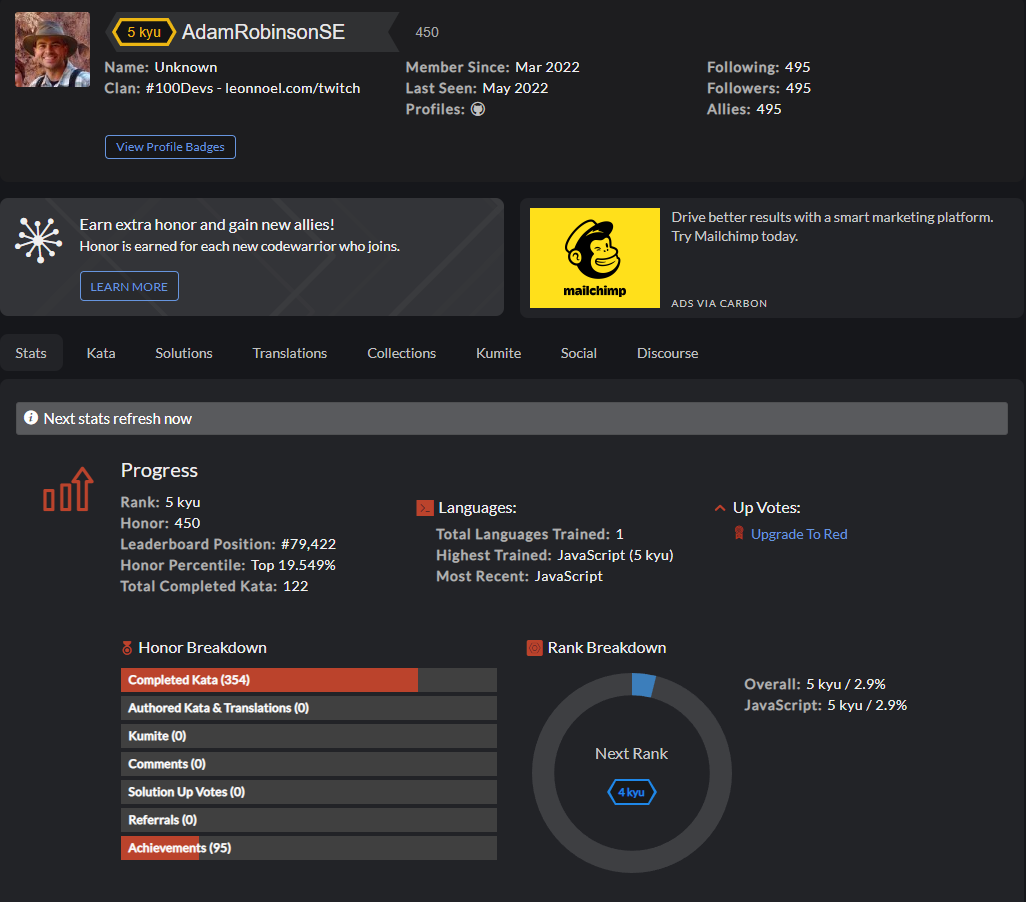 5 kyu AdamRobinsonSE 450
Name: Unknown
Clan: #100Devs - leonnoel.com/twitch
Member Since: Mar 2022
Last Seen: May 2022
Profiles:
Following: 495
Followers: 495
Allies: 495
View Profile Badges
Earn extra honor and gain new allies!
Honor is earned for each new codewarrior who joins.
LEARN MORE
mailchimp
Drive better results with a smart marketing platform.
Try Mailchimp today.
ADS VIA CARBON
Stats Kata Solutions Translations Collections Kumite Social Discourse
Next stats refresh now
Progress
Rank: 5 kyu
Honor: 450
Leaderboard Position: #79,422
Honor Percentile: Top 19.549%
Total Completed Kata: 122
Languages:
Total Languages Trained: 1
Highest Trained: JavaScript (5 kyu)
Most Recent: JavaScript
Up Votes:
Upgrade To Red
Honor Breakdown
Completed Kata (354)
Authored Kata & Translations (0)
Kumite (0)
Comments (0)
Solution Up Votes (0)
Referrals (0)
Achievements (95)
Rank Breakdown
Next Rank
4 kyu
Overall: 5 kyu / 2.9%
JavaScript: 5 kyu / 2.9%